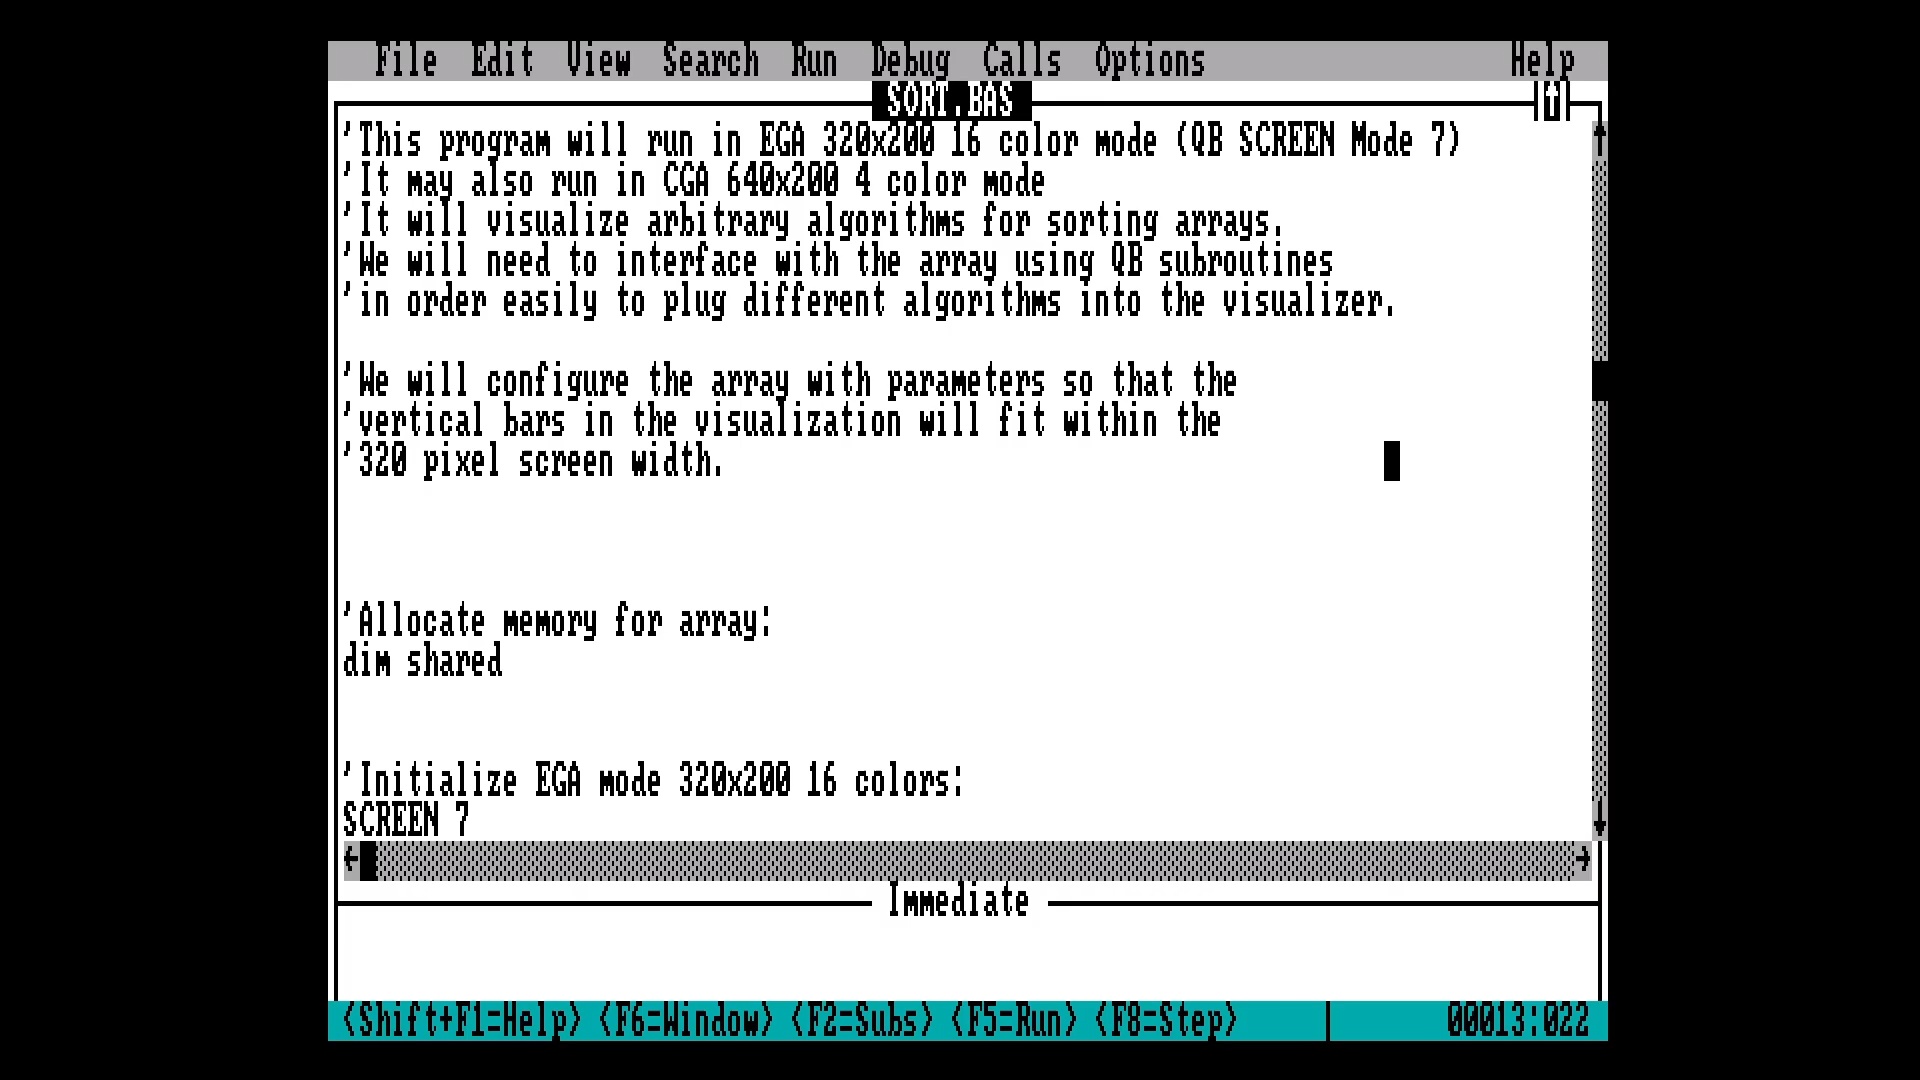 File Edit View Search Run Debug Calls Options Help
SORT.BAS
'This program will run in EGA 320x200 16 color mode (QB SCREEN Mode 7)
'It may also run in CGA 640x200 4 color mode
'It will visualize arbitrary algorithms for sorting arrays.
'We will need to interface with the array using QB subroutines
'in order easily to plug different algorithms into the visualizer.
'We will configure the array with parameters so that the
'vertical bars in the visualization will fit within the
'320 pixel screen width.
'Allocate memory for array:
dim shared
'Initialize EGA mode 320x200 16 colors:
SCREEN 7
Immediate
<Shift+F1=Help> <F6=Window> <F2=Subs> <F5=Run> <F8=Step> 00013:022